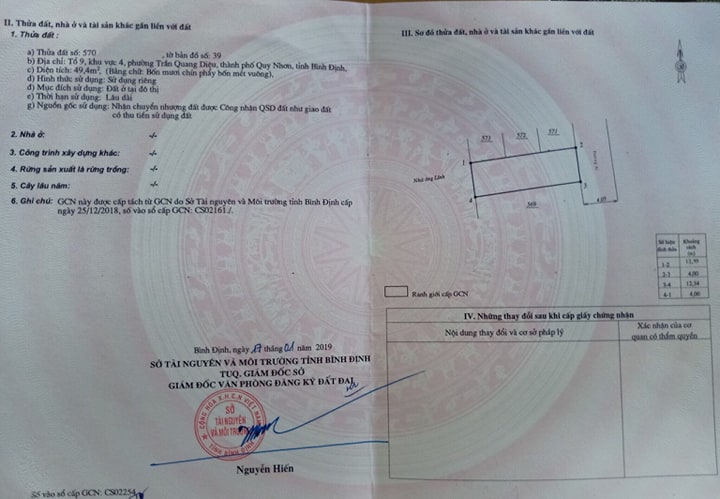 II. Thửa đất, nhà ở và tài sản khác gắn liền với đất
1. Thửa đất :
a) Thửa đất số: 570 , tờ bản đồ số: 39
b) Địa chỉ: Tổ 9, khu vực 4, phường Trần Quang Diệu, thành phố Quy Nhơn, tỉnh Bình Định,
c) Diện tích: 49,4m², (Bằng chữ: Bốn mươi chín phẩy bốn mét vuông),
d) Hình thức sử dụng: Sử dụng riêng
đ) Mục đích sử dụng: Đất ở tại đô thị
e) Thời hạn sử dụng: Lâu dài
g) Nguồn gốc sử dụng: Nhận chuyển nhượng đất được Công nhận QSD đất như giao đất
có thu tiền sử dụng đất
2. Nhà ở: -/-
3. Công trình xây dựng khác: -/-
4. Rừng sản xuất là rừng trồng: -/-
5. Cây lâu năm: -/-
6. Ghi chú: GCN này được cấp tách từ GCN do Sở Tài nguyên và Môi trường tỉnh Bình Định cấp
ngày 25/12/2018, số vào sổ cấp GCN: CS02161./.
Bình Định, ngày 17 tháng 01 năm 2019
SỞ TÀI NGUYÊN VÀ MÔI TRƯỜNG TỈNH BÌNH ĐỊNH
TUQ. GIÁM ĐỐC SỞ
GIÁM ĐỐC VĂN PHÒNG ĐĂNG KÝ ĐẤT ĐAI
CỘNG HÒA X.H.C.N VIỆT NAM
SỞ
TÀI NGUYÊN
VÀ MÔI TRƯỜNG
TỈNH BÌNH ĐỊNH
Nguyễn Hiến
Số vào sổ cấp GCN: CS02254
III. Sơ đồ thửa đất, nhà ở và tài sản khác gắn liền với đất
573 572 571
1 2
Nhà ông Lành
4 3
4.00
569
Số hiệu đỉnh thửa Khoảng cách (m)
1-2
2-3 4,00
3-4 12,34
4-1 4,00
Ranh giới cấp GCN
IV. Những thay đổi sau khi cấp giấy chứng nhận
Nội dung thay đổi và cơ sở pháp lý
Xác nhận của cơ
quan có thẩm quyền